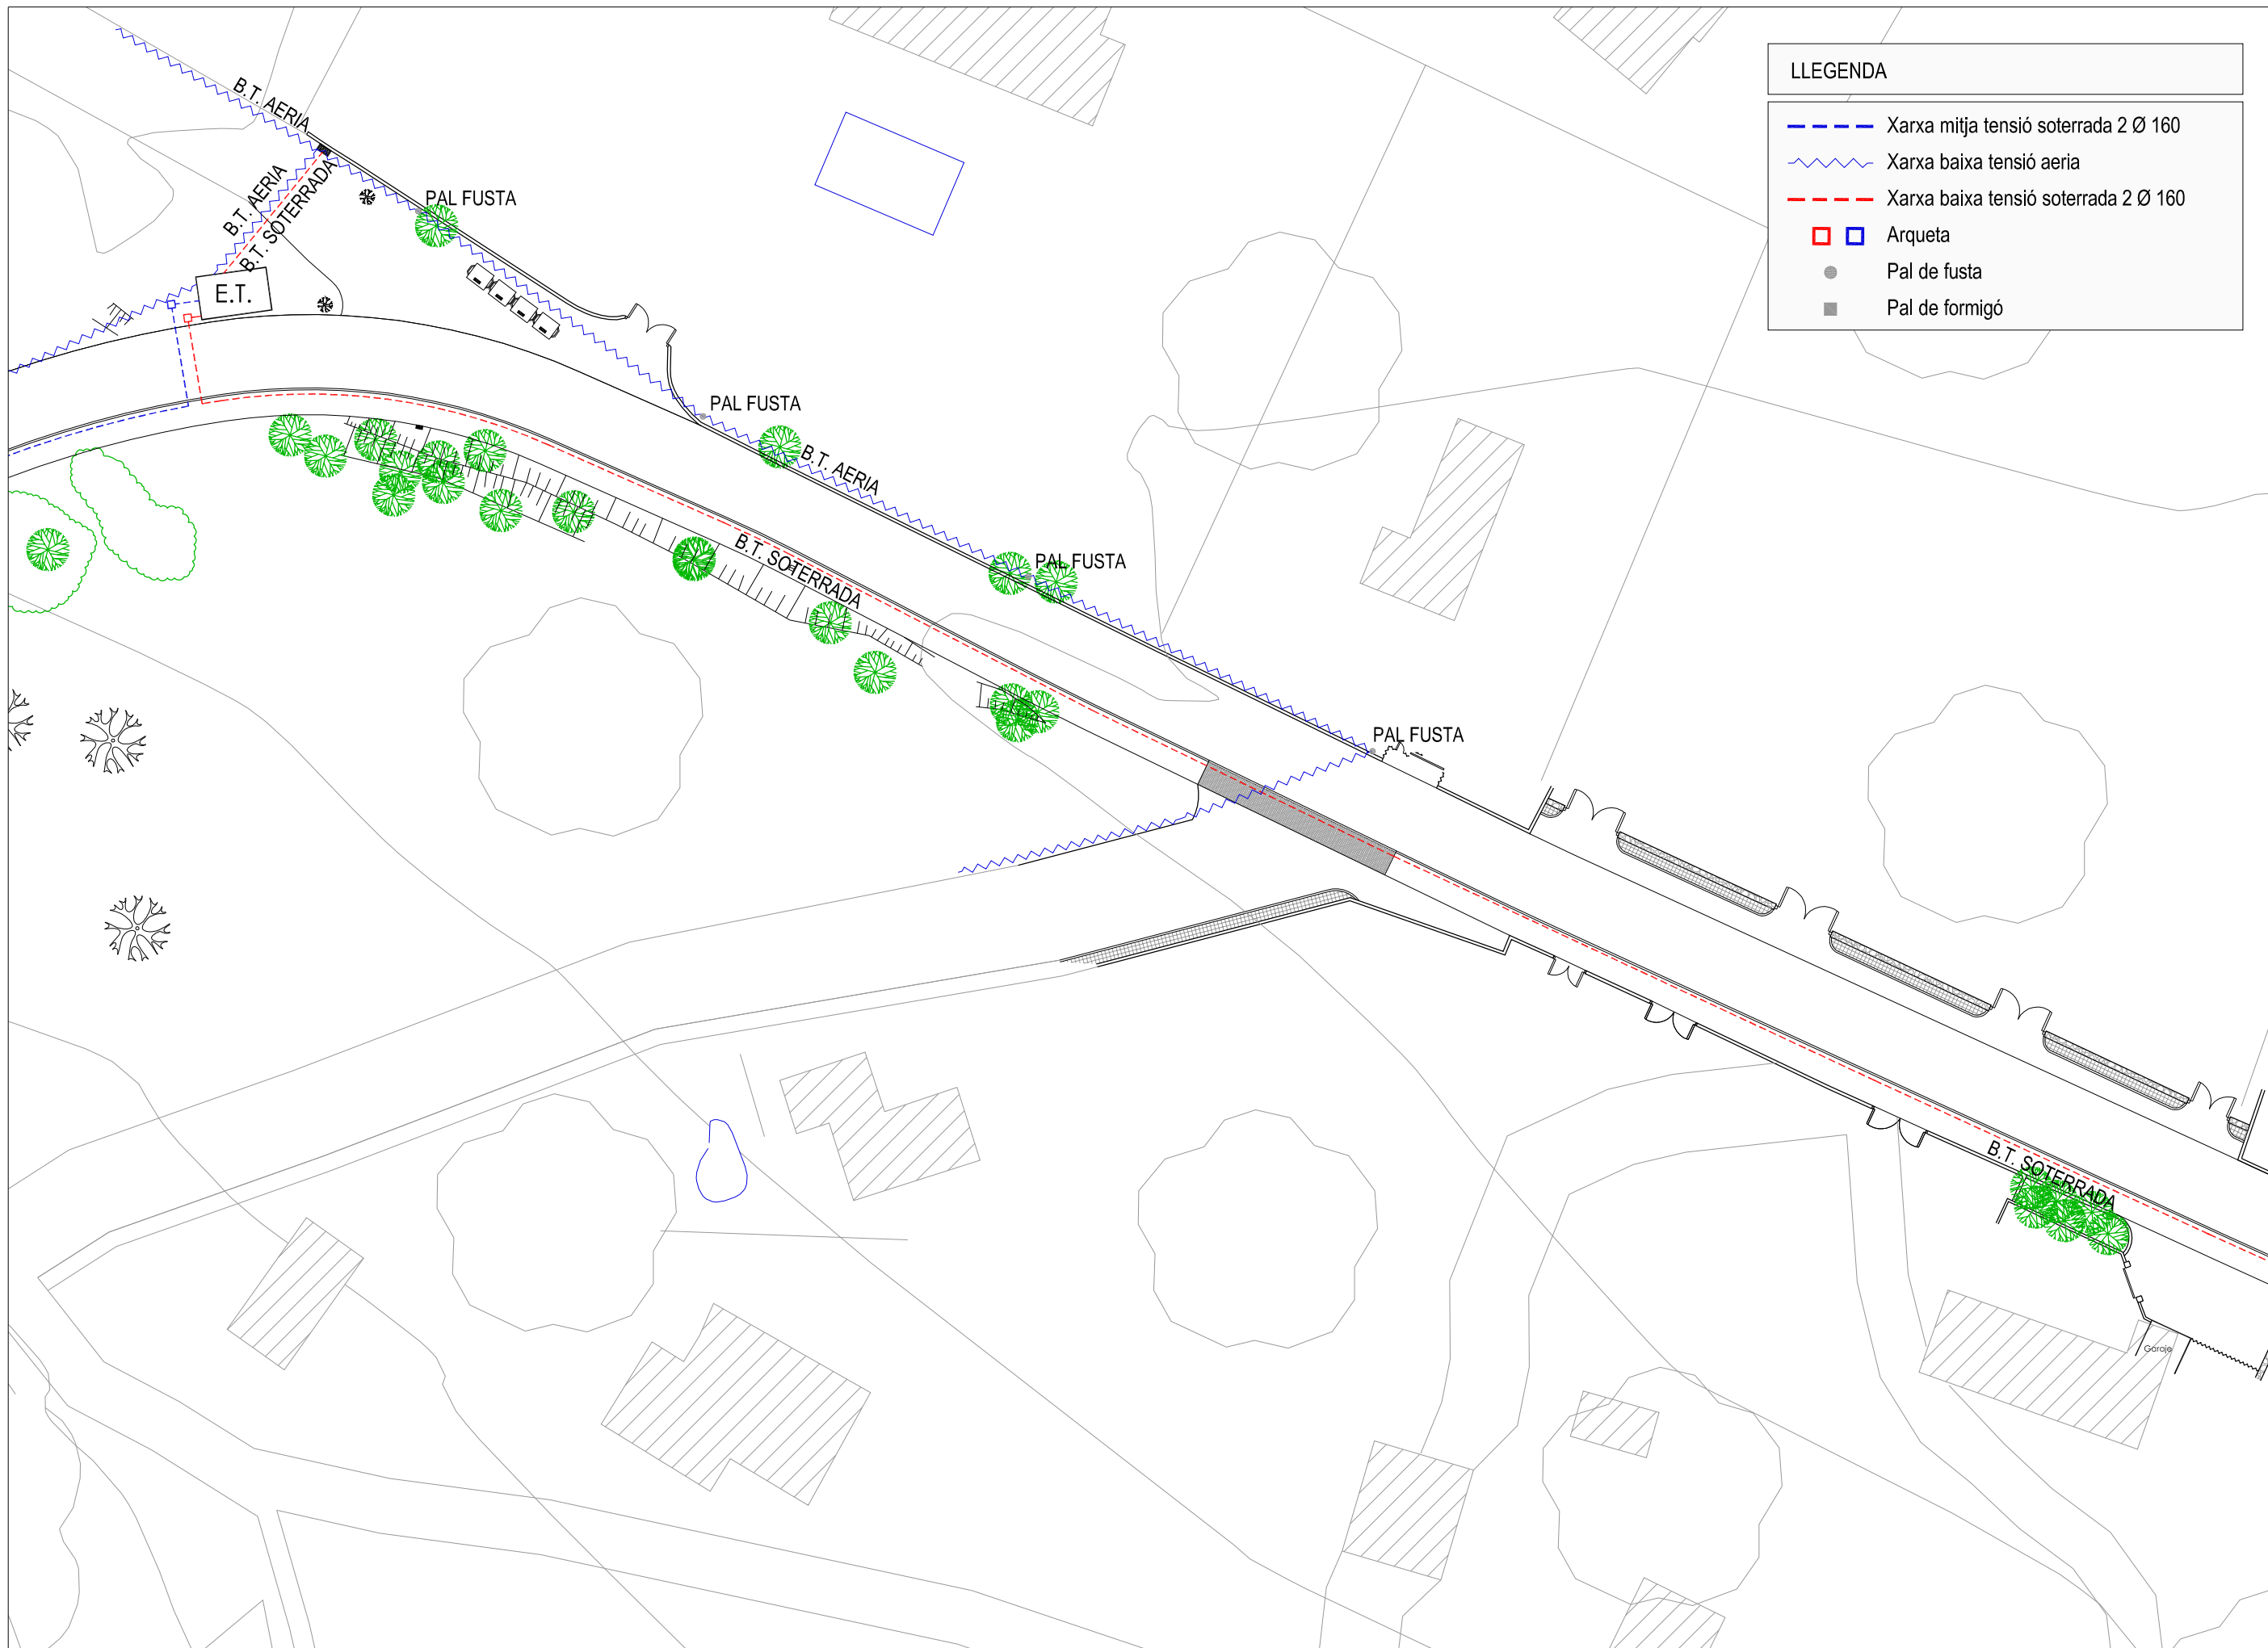 LLEGENDA
Xarxa mitja tensió soterrada 2 Ø 160
Xarxa baixa tensió aeria
Xarxa baixa tensió soterrada 2 Ø 160
Arqueta
Pal de fusta
Pal de formigó
B.T. AERIA
B.T. AERIA
B.T. SOTERRADA
PAL FUSTA
E.T.
PAL FUSTA
B.T. AERIA
B.T. SOTERRADA
PAL FUSTA
PAL FUSTA
B.T. SOTERRADA
Garaje